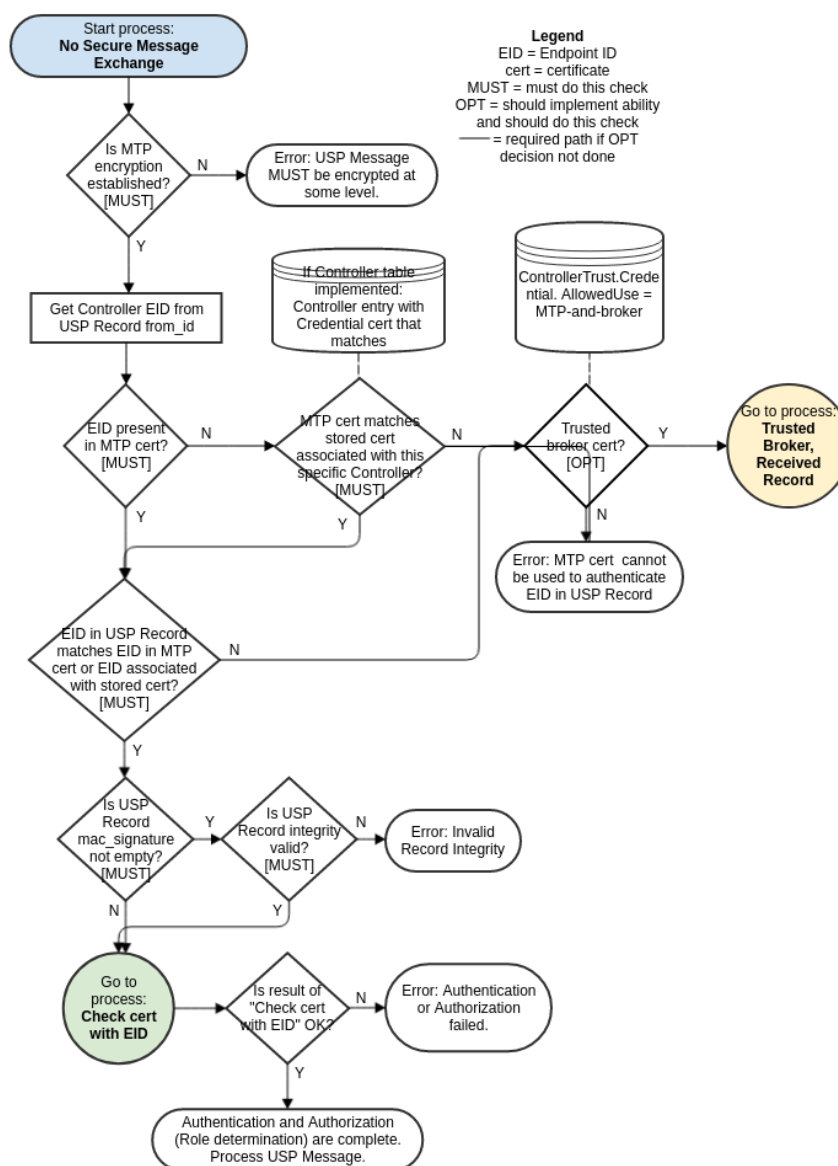 Start process:
No Secure Message
Exchange
Legend
EID = Endpoint ID
cert = certificate
MUST = must do this check
OPT = should implement ability
and should do this check
= required path if OPT
decision not done
Is MTP
encryption
established?
[MUST]
N
Error: USP Message
MUST be encrypted at
some level.
Y
Get Controller EID from
USP Record from_id
If Controller table
implemented:
Controller entry with
Credential cert that
matches
ControllerTrust.Crede
ntial. AllowedUse =
MTP-and-broker
EID present
in MTP cert?
[MUST]
N
MTP cert matches
stored cert
associated with this
specific Controller?
[MUST]
N
Trusted
broker cert?
[OPT]
Y
Go to process:
Trusted
Broker,
Received
Record
Y
Y
N
Error: MTP cert cannot
be used to authenticate
EID in USP Record
EID in USP Record
matches EID in MTP
cert or EID associated
with stored cert?
[MUST]
N
Y
Is USP
Record
mac_signature
not empty?
[MUST]
Y
Is USP
Record integrity
valid?
[MUST]
N
Error: Invalid
Record Integrity
N
Y
Go to
process:
Check cert
with EID
Is result of
"Check cert
with EID" OK?
N
Error: Authentication
or Authorization
failed.
Y
Authentication and Authorization
(Role determination) are complete.
Process USP Message.